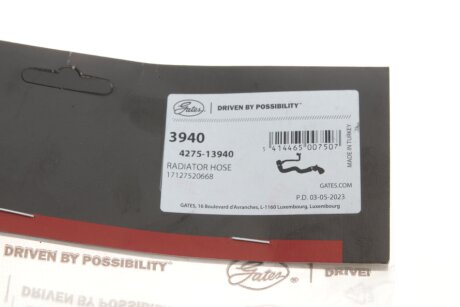 Gates DRIVEN BY POSSIBILITY™
3940
4275-13940
RADIATOR HOSE
17127520668
5 414465 007507
MADE IN TURKEY
GATES.COM
P.D. 03-05-2023
GATES, 16 Boulevard d'Avranches, L-1160 Luxembourg, Luxembourg
DRIVEN BY POSSIBILITY™
Gates DRIVEN